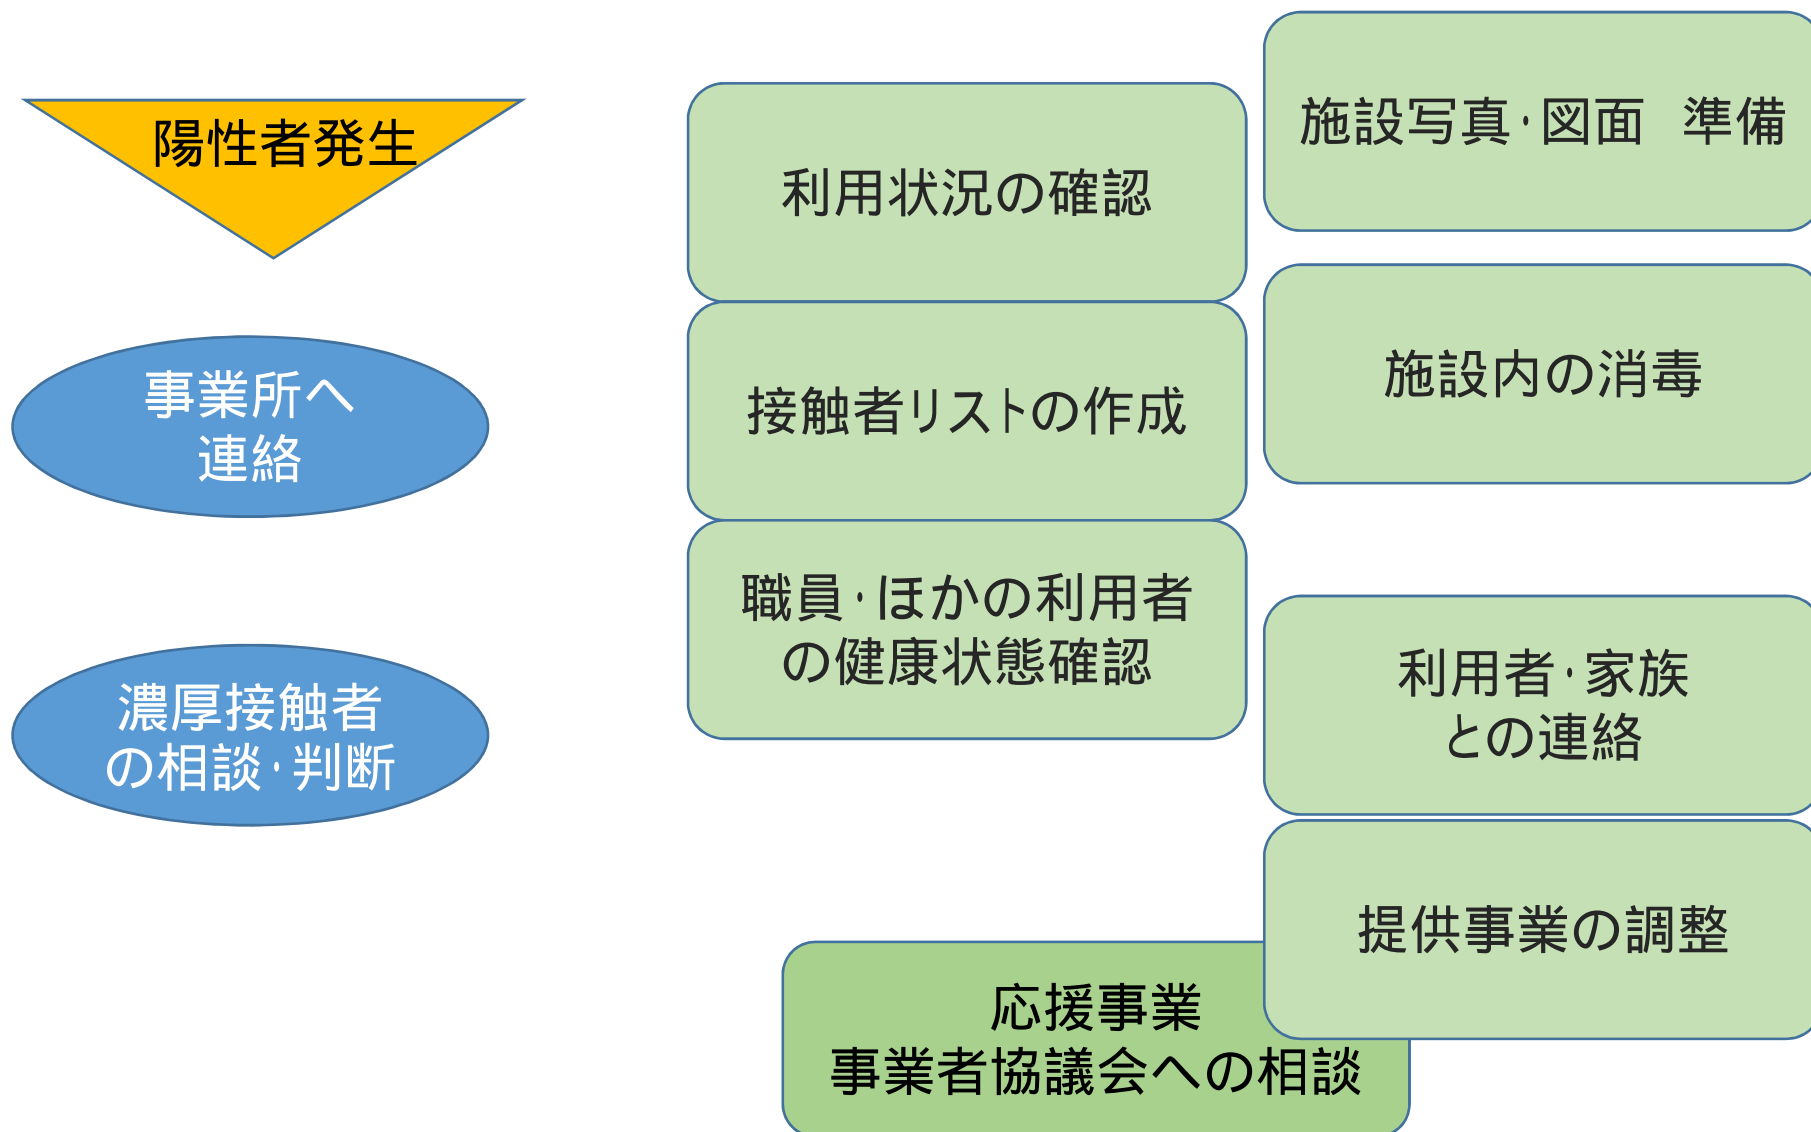 陽性者発生
事業所へ
連絡
濃厚接触者
の相談・判断
利用状況の確認
接触者リストの作成
職員・ほかの利用者
の健康状態確認
応援事業
事業者協議会への相談
施設写真・図面　準備
施設内の消毒
利用者・家族
との連絡
提供事業の調整